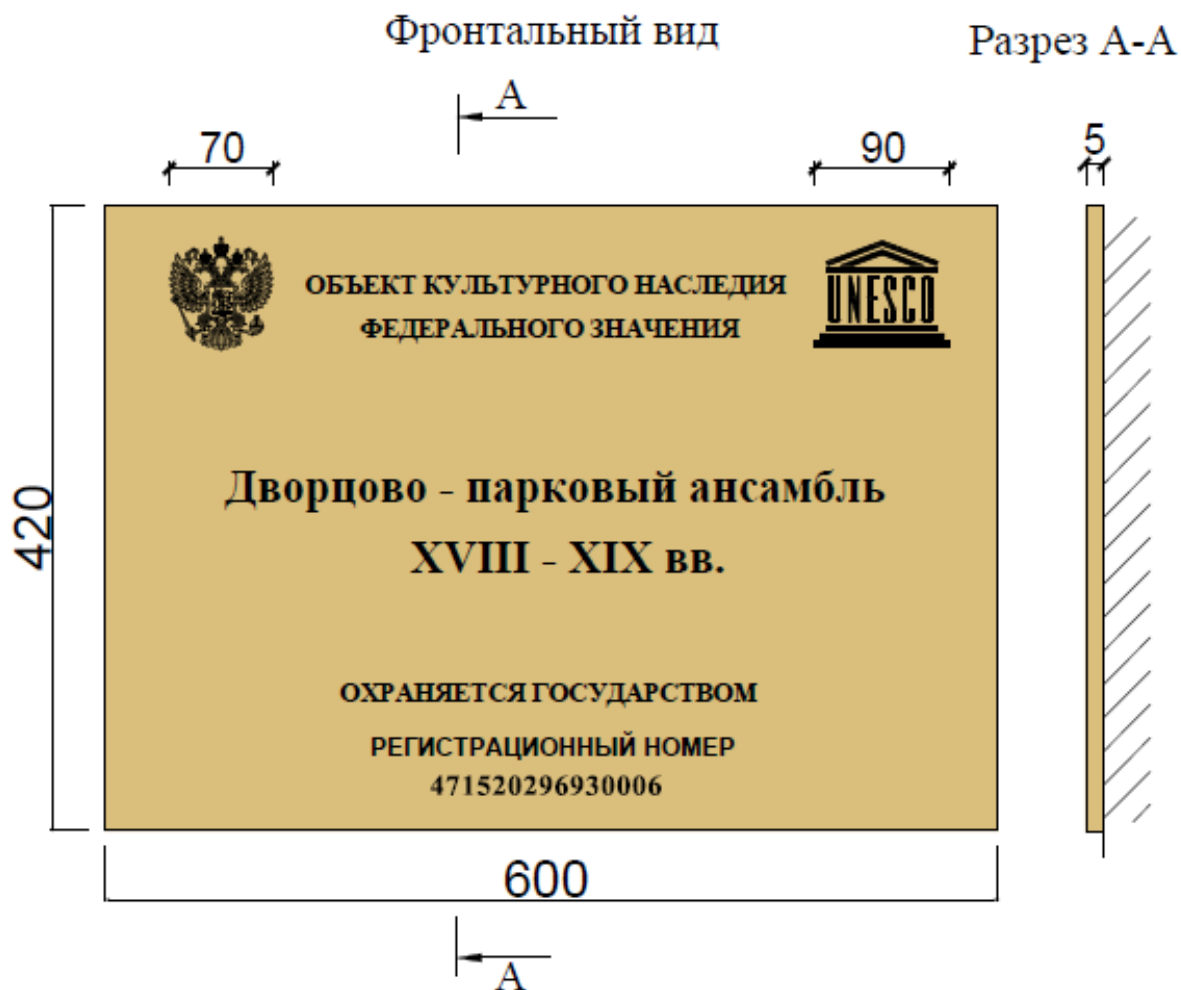 Фронтальный вид
Разрез А-А
А
70
90
5
ОБЪЕКТ КУЛЬТУРНОГО НАСЛЕДИЯ
ФЕДЕРАЛЬНОГО ЗНАЧЕНИЯ
UNESCO
420
Дворцово - парковый ансамбль
XVIII - XIX вв.
ОХРАНЯЕТСЯ ГОСУДАРСТВОМ
РЕГИСТРАЦИОННЫЙ НОМЕР
471520296930006
600
А